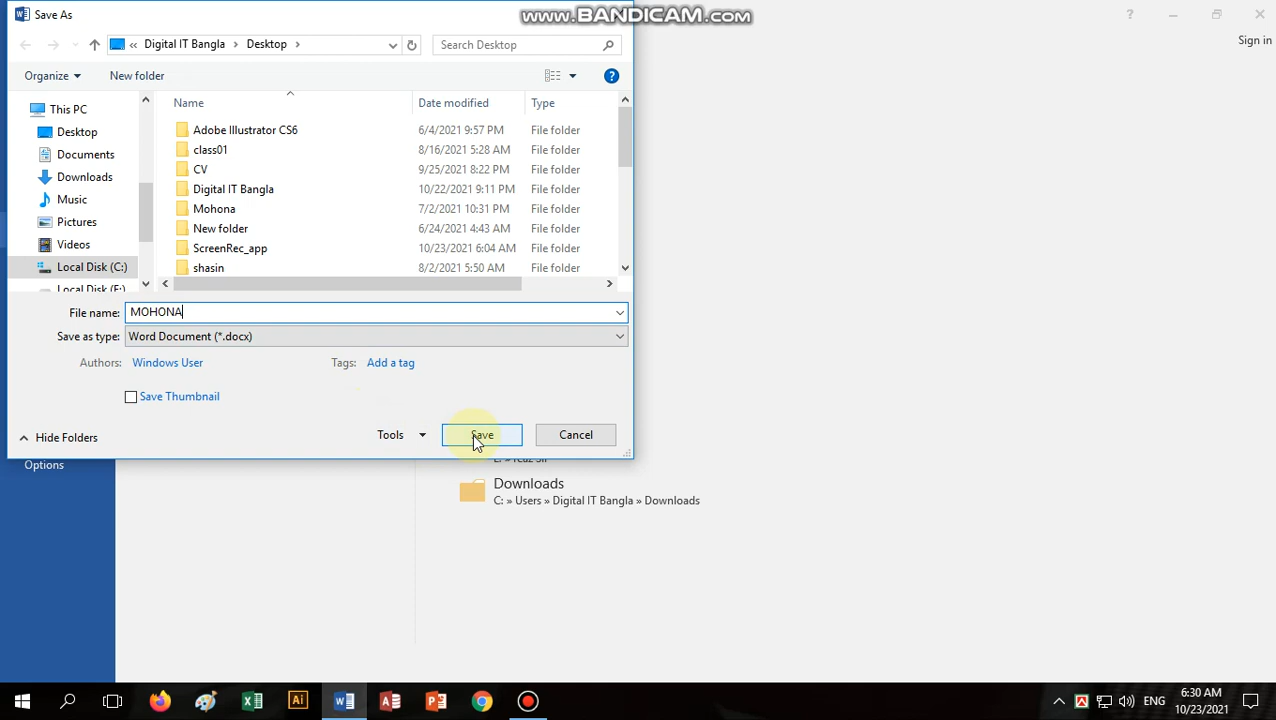 Save As
www.BANDICAM.com
« Digital IT Bangla > Desktop >
Search Desktop
Sign in
Organize
New folder
This PC
Desktop
Documents
Downloads
Music
Pictures
Videos
Local Disk (C:)
Name Date modified Type
Adobe Illustrator CS6 6/4/2021 9:57 PM File folder
class01 8/16/2021 5:28 AM File folder
CV 9/25/2021 8:22 PM File folder
Digital IT Bangla 10/22/2021 9:11 PM File folder
Mohona 7/2/2021 10:31 PM File folder
New folder 6/24/2021 4:43 AM File folder
ScreenRec_app 10/23/2021 6:04 AM File folder
shasin 8/2/2021 5:50 AM File folder
File name: MOHONA
Save as type: Word Document (*.docx)
Authors: Windows User Tags: Add a tag
Save Thumbnail
Hide Folders
Tools
Save
Cancel
Options
Downloads
C: » Users » Digital IT Bangla » Downloads
ENG
6:30 AM
10/23/2021